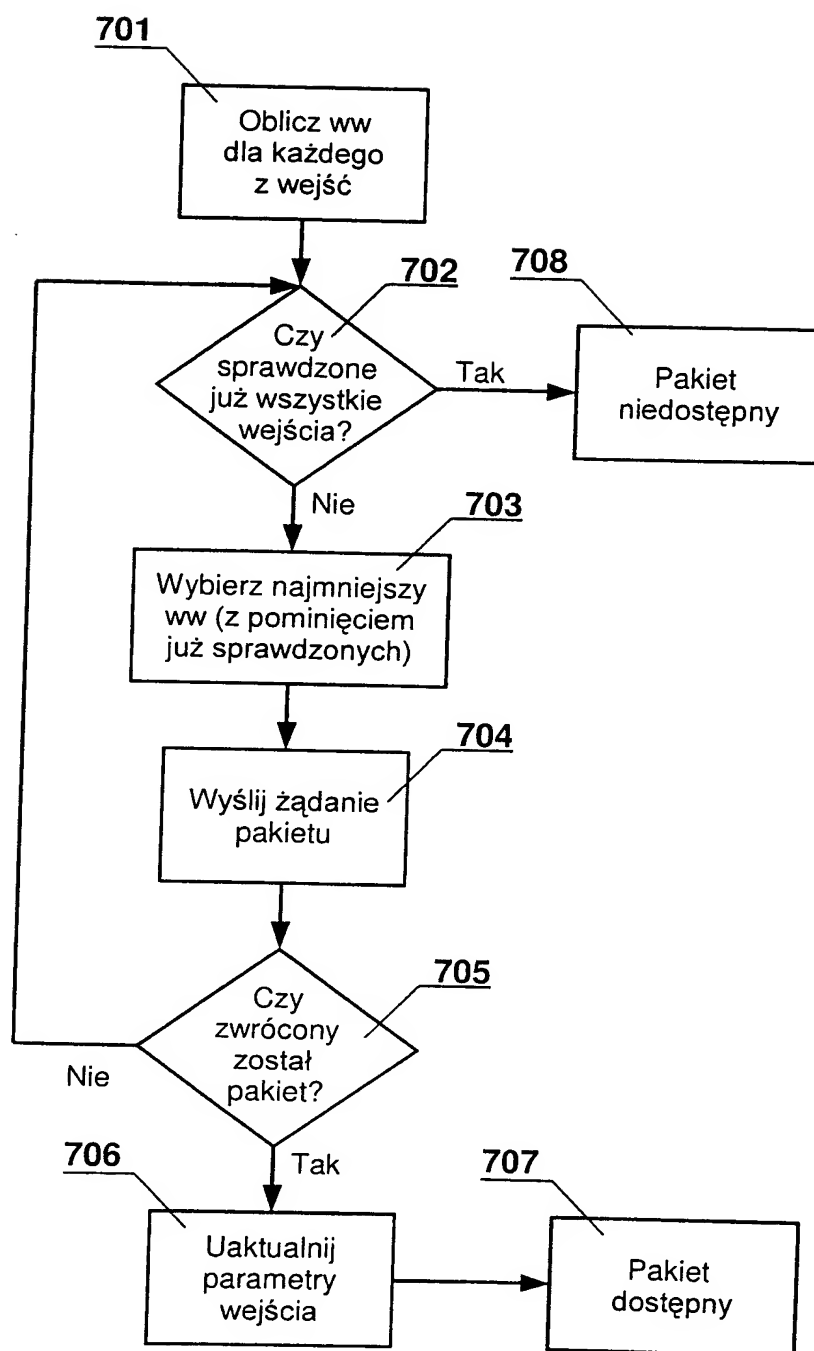 701
Oblicz ww
dla każdego
z wejść
702
Czy
sprawdzone
już wszystkie
wejścia?
Tak
708
Pakiet
niedostępny
Nie
703
Wybierz najmniejszy
ww (z pominięciem
już sprawdzonych)
704
Wyślij żądanie
pakietu
705
Czy
zwrócony
został
pakiet?
Nie
Tak
706
Uaktualnij
parametry
wejścia
707
Pakiet
dostępny